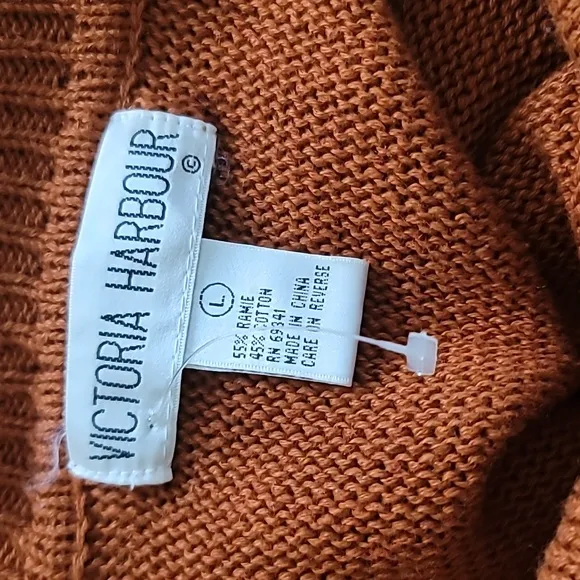 VICTORIA HARBOUR ©
L
55% RAMIE
45% COTTON
RN 69341
MADE IN CHINA
CARE ON REVERSE